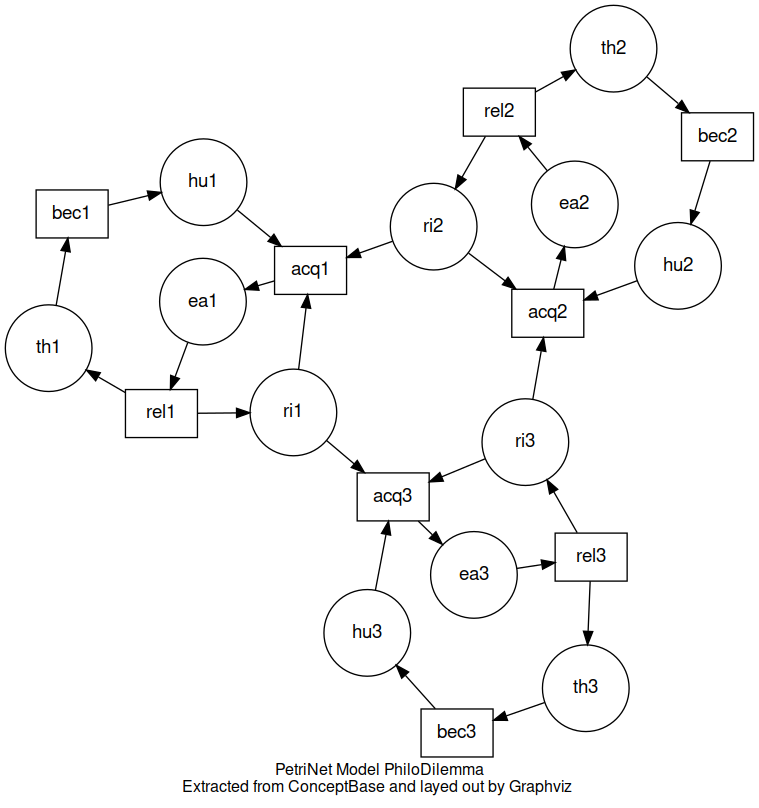 th2
rel2
bec2
hu1
ea2
bec1
ri2
hu2
acq1
ea1
acq2
th1
rel1
ri1
ri3
acq3
rel3
ea3
hu3
th3
bec3
PetriNet Model PhiloDilemma
Extracted from ConceptBase and layed out by Graphviz